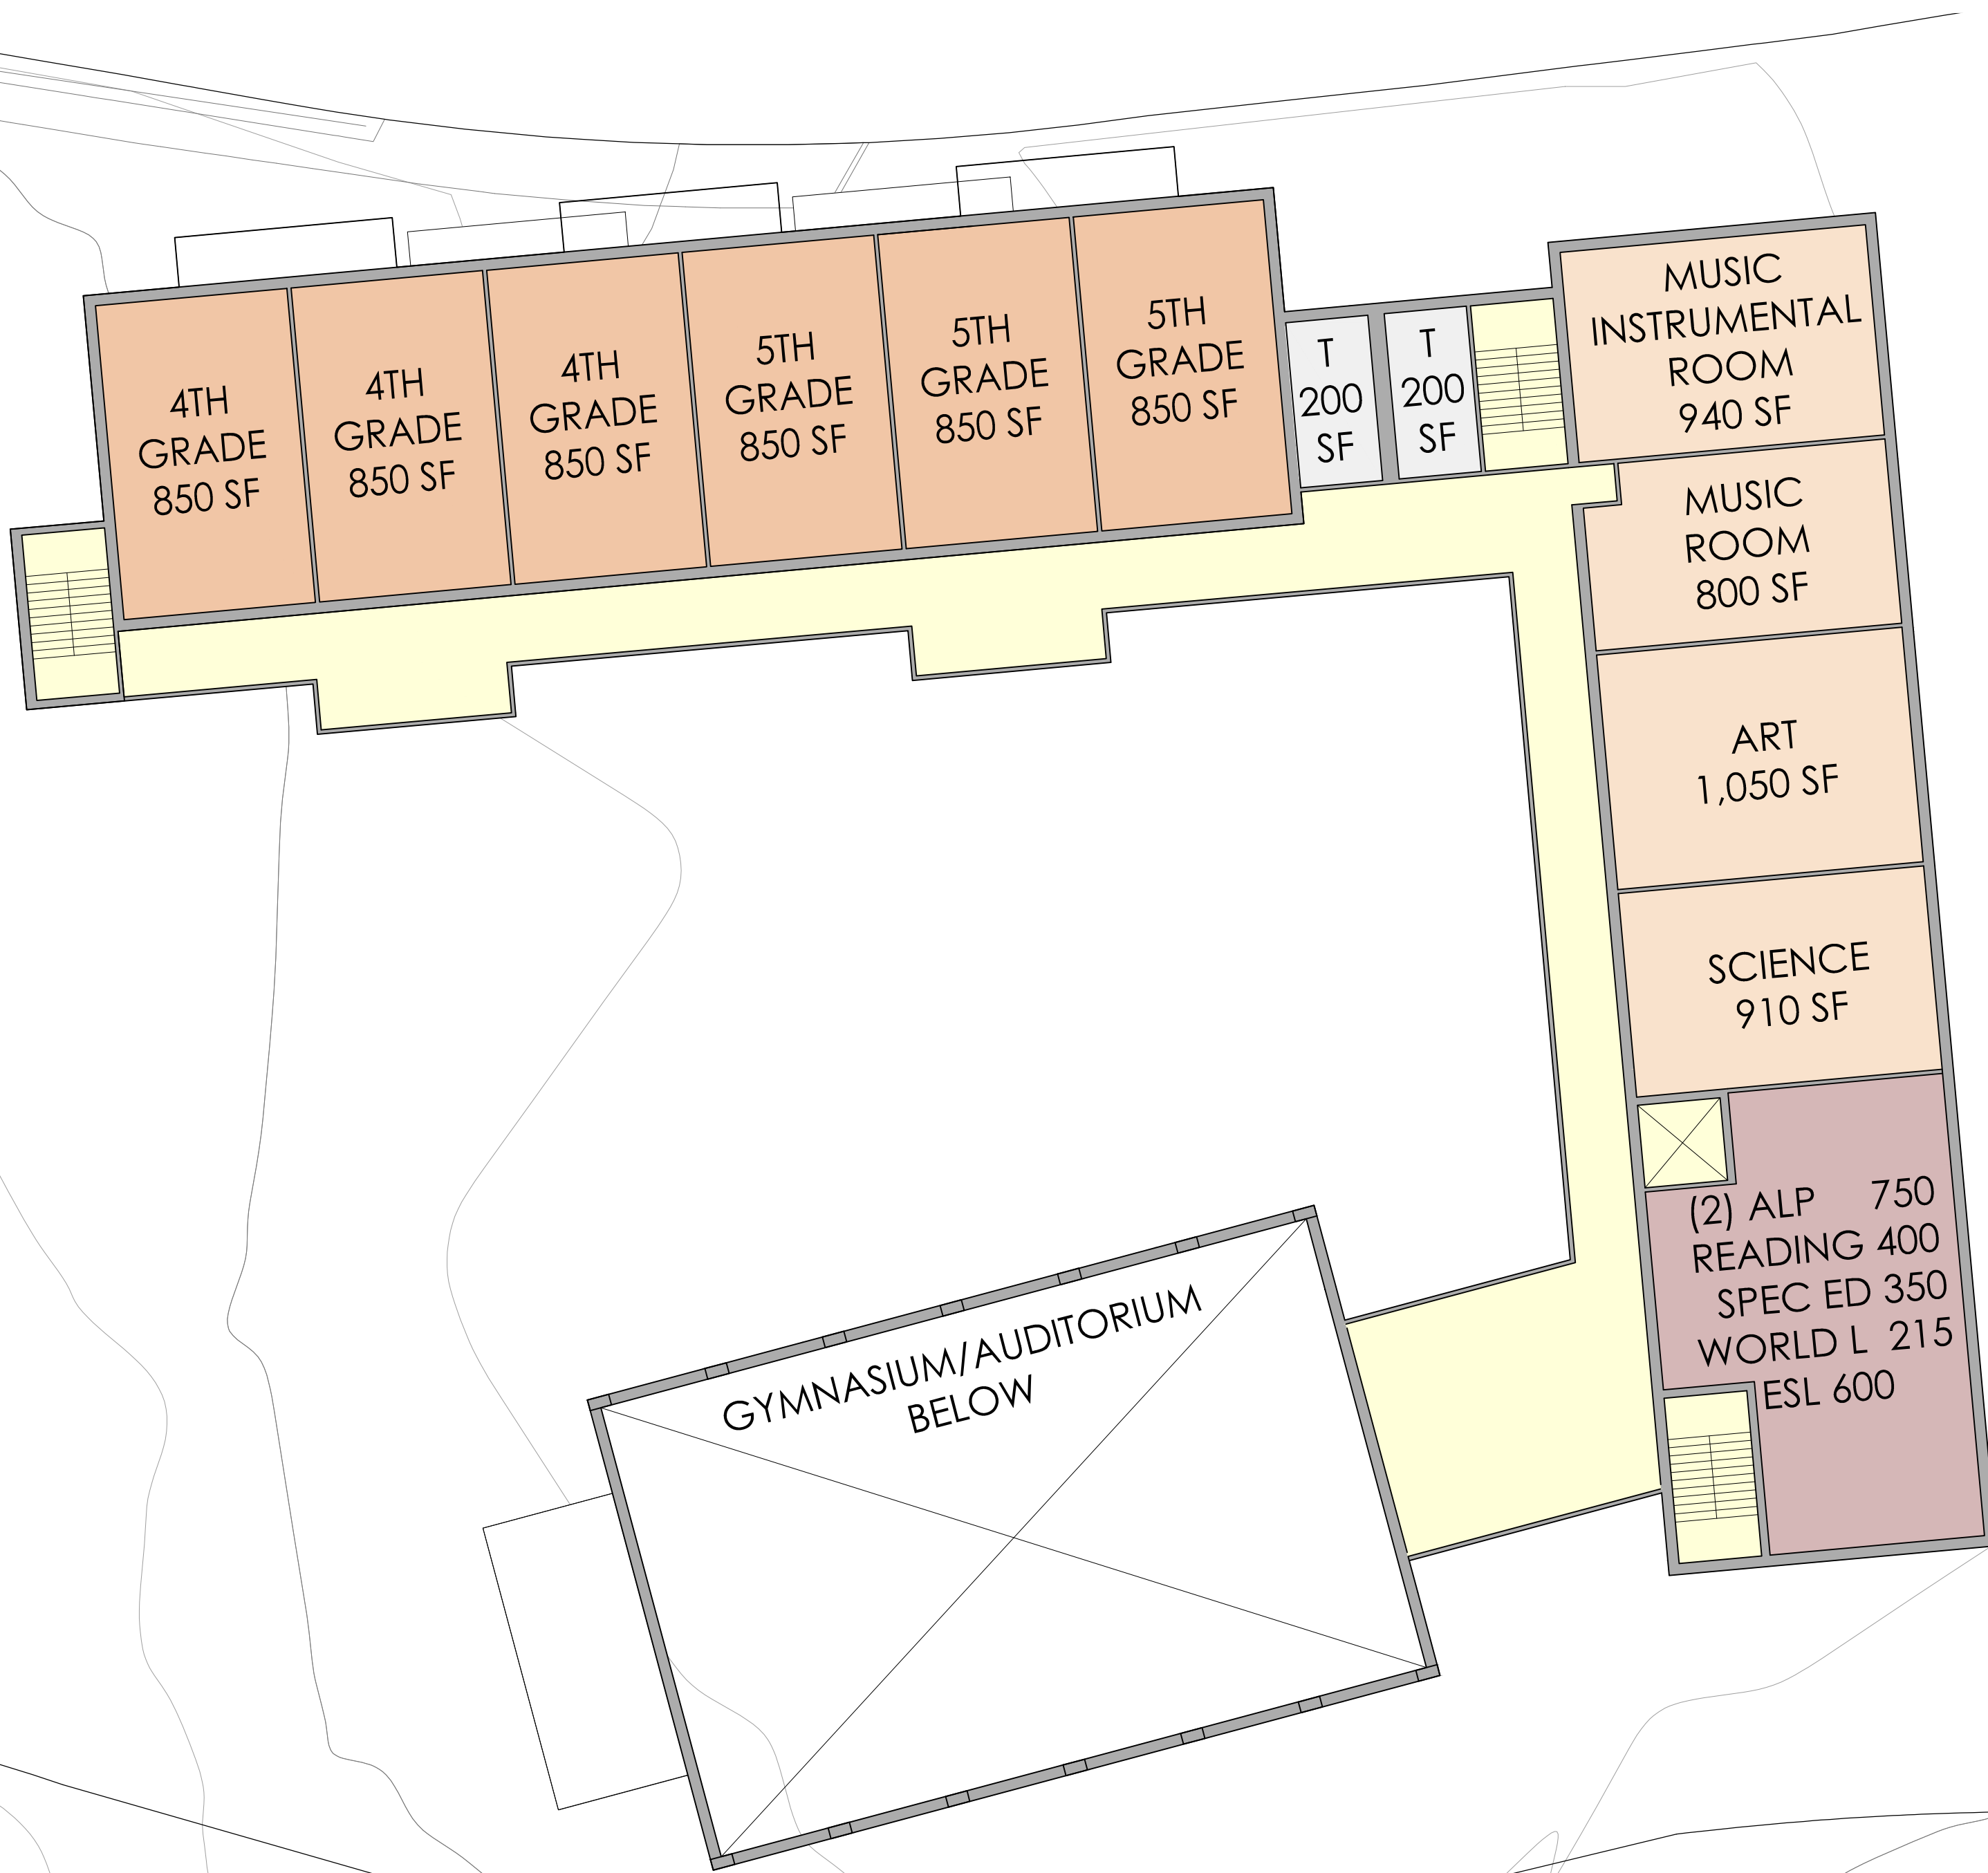 4TH
GRADE
850 SF
4TH
GRADE
850 SF
4TH
GRADE
850 SF
5TH
GRADE
850 SF
5TH
GRADE
850 SF
5TH
GRADE
850 SF
T
200
SF
T
200
SF
MUSIC
INSTRUMENTAL
ROOM
940 SF
MUSIC
ROOM
800 SF
ART
1,050 SF
SCIENCE
910 SF
(2) ALP 750
READING 400
SPEC ED 350
WORLD L 215
ESL 600
GYMNASIUM/AUDITORIUM
BELOW